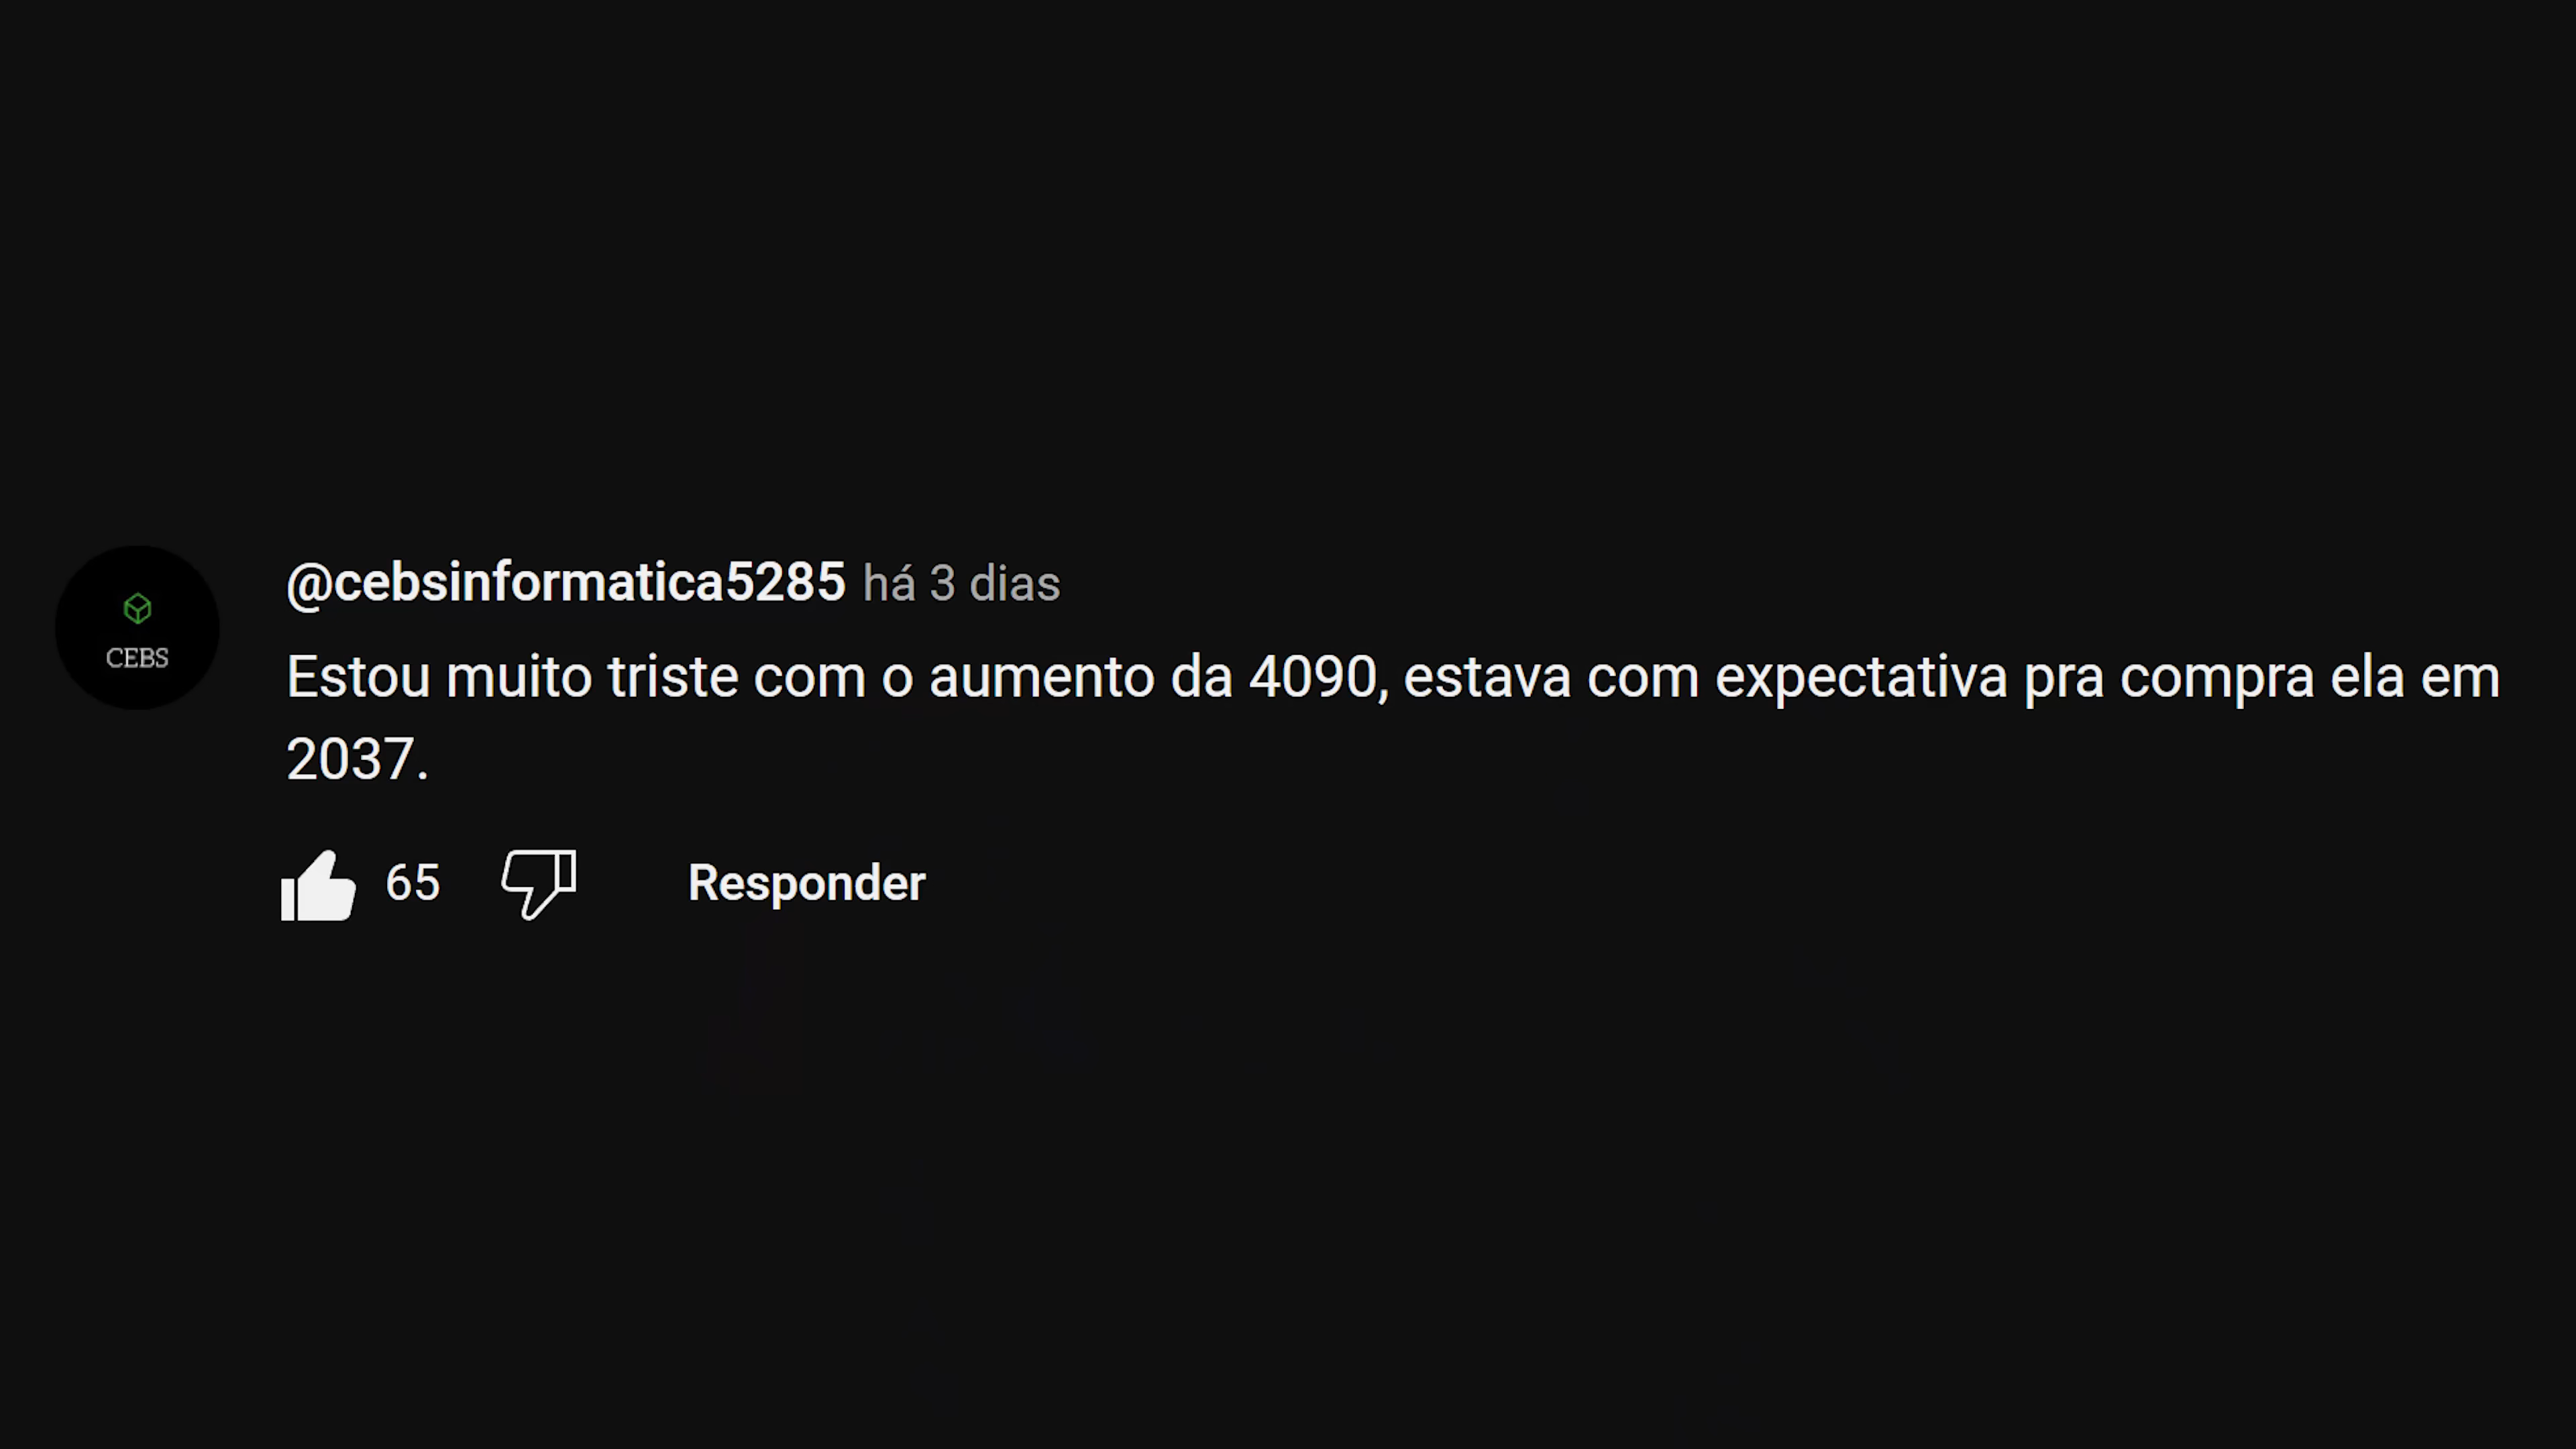 CEBS
@cebsinformatica5285 há 3 dias
Estou muito triste com o aumento da 4090, estava com expectativa pra compra ela em
2037.
65 Responder